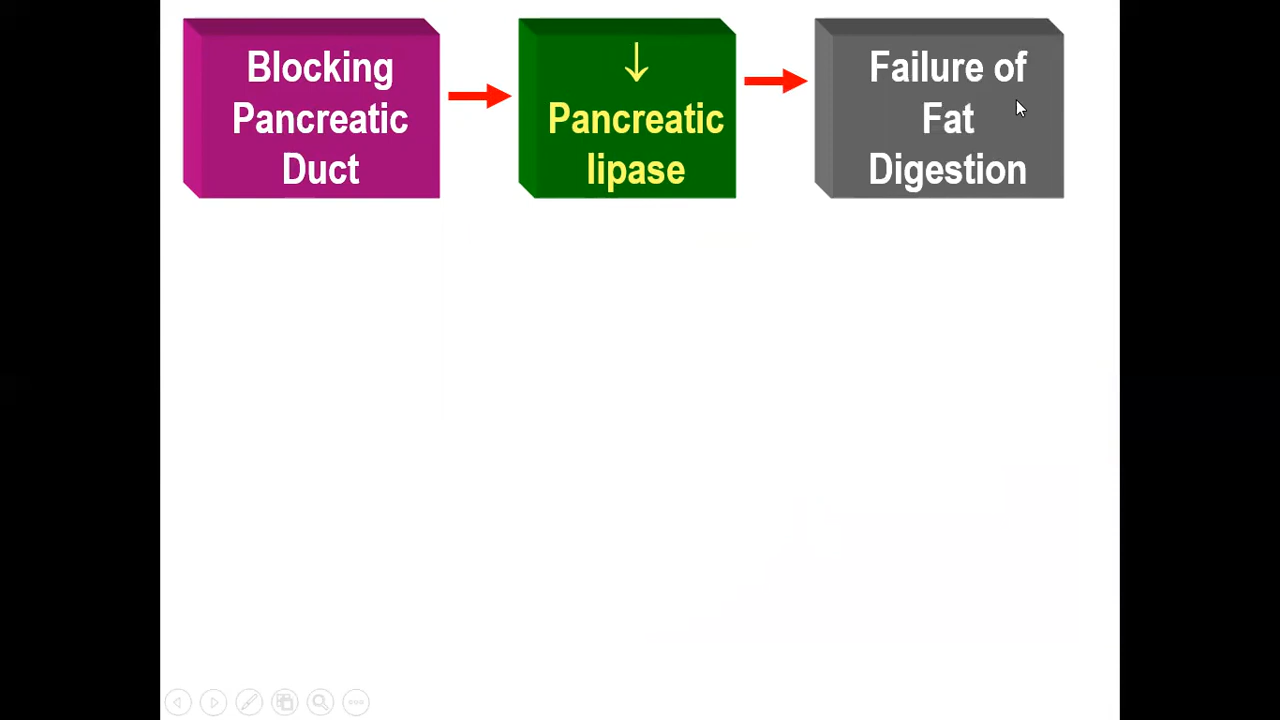 Blocking
Pancreatic
Duct
↓
Pancreatic
lipase
Failure of
Fat
Digestion